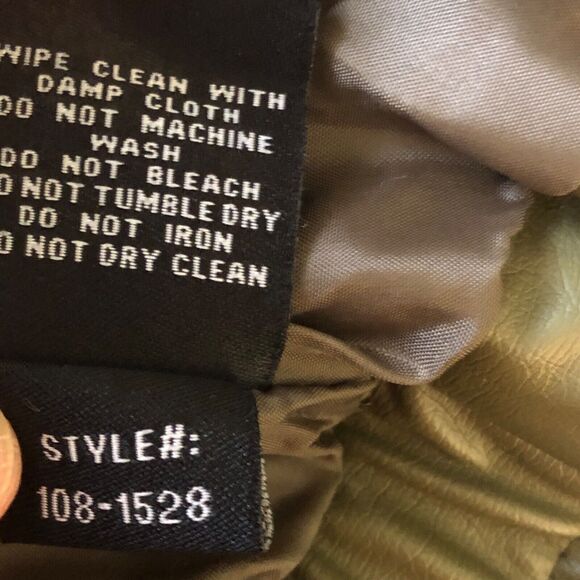 WIPE CLEAN WITH
DAMP CLOTH
DO NOT MACHINE
WASH
DO NOT BLEACH
DO NOT TUMBLE DRY
DO NOT IRON
DO NOT DRY CLEAN
STYLE#:
108-1528